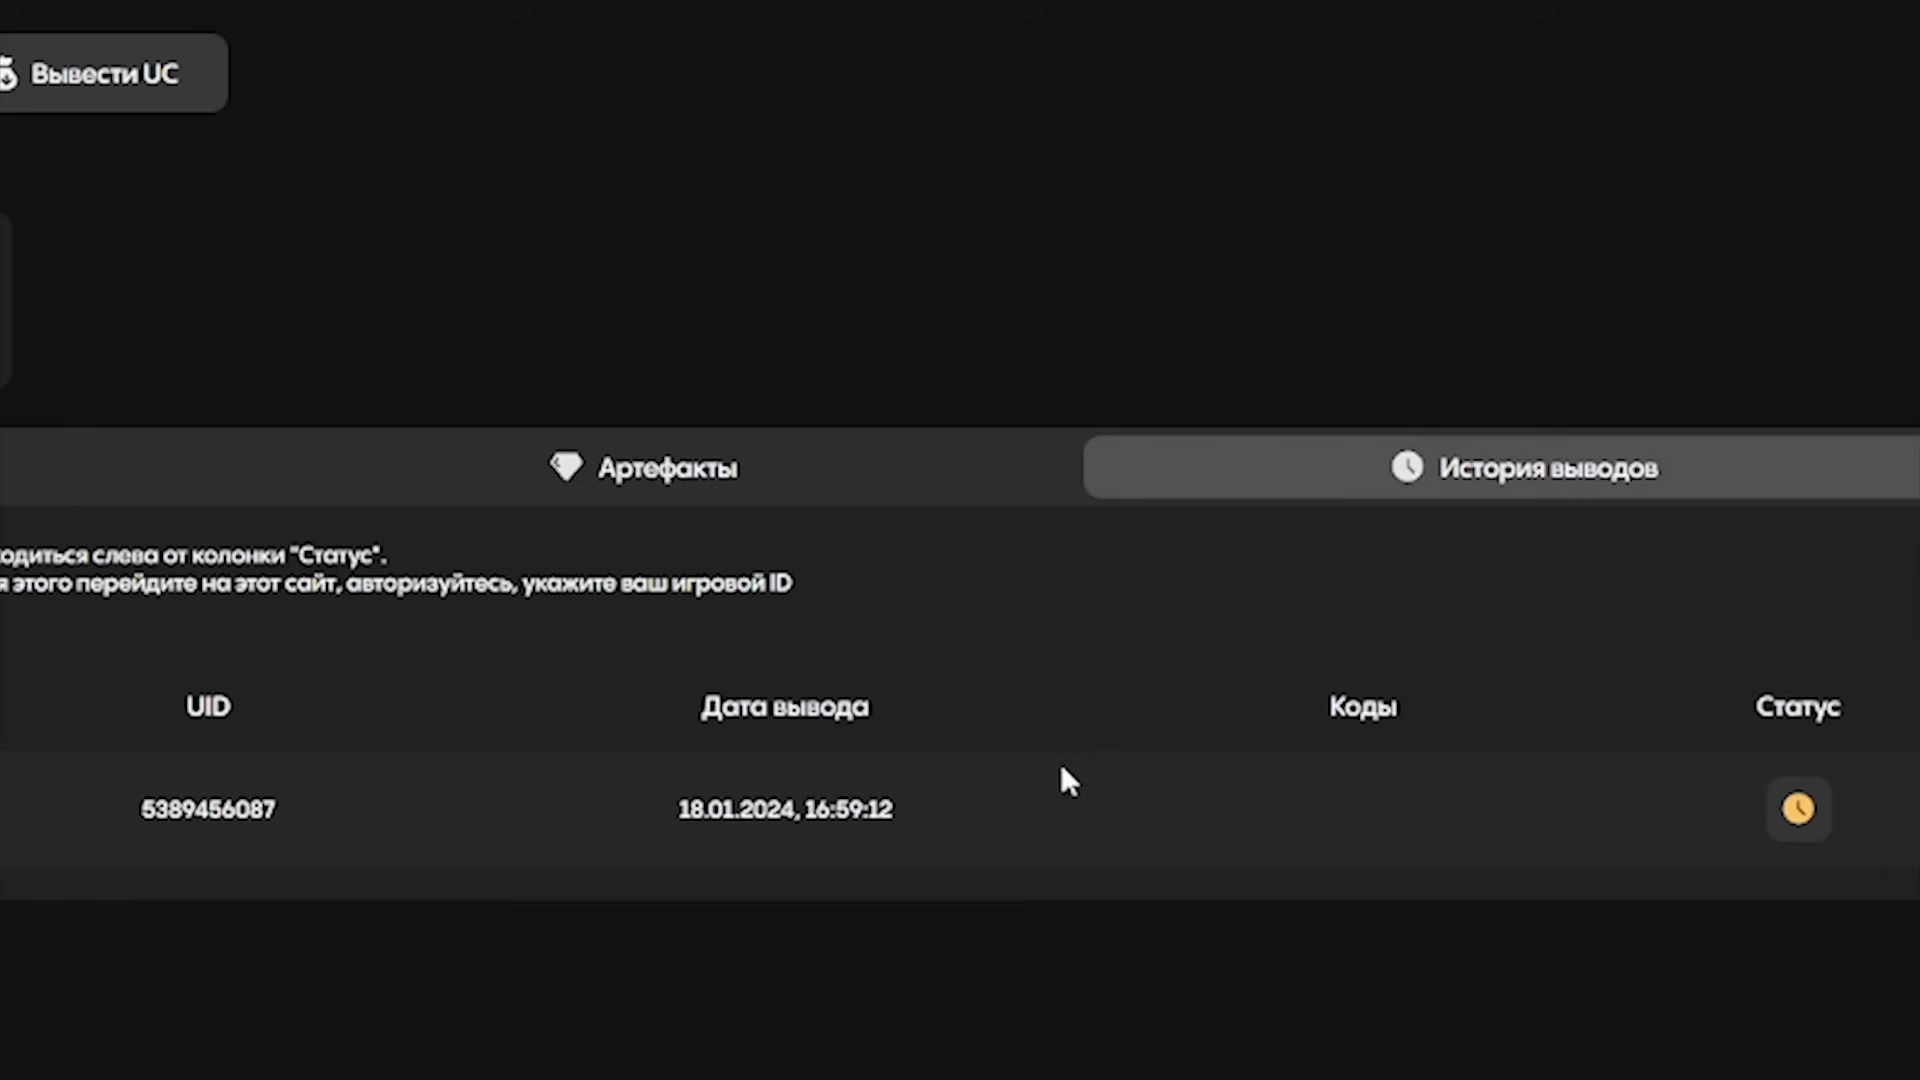 Вывести UC
Артефакты
История выводов
одиться слева от колонки "Статус".
я этого перейдите на этот сайт, авторизуйтесь, укажите ваш игровой ID
UID
Дата вывода
Коды
Статус
5389456087
18.01.2024, 16:59:12